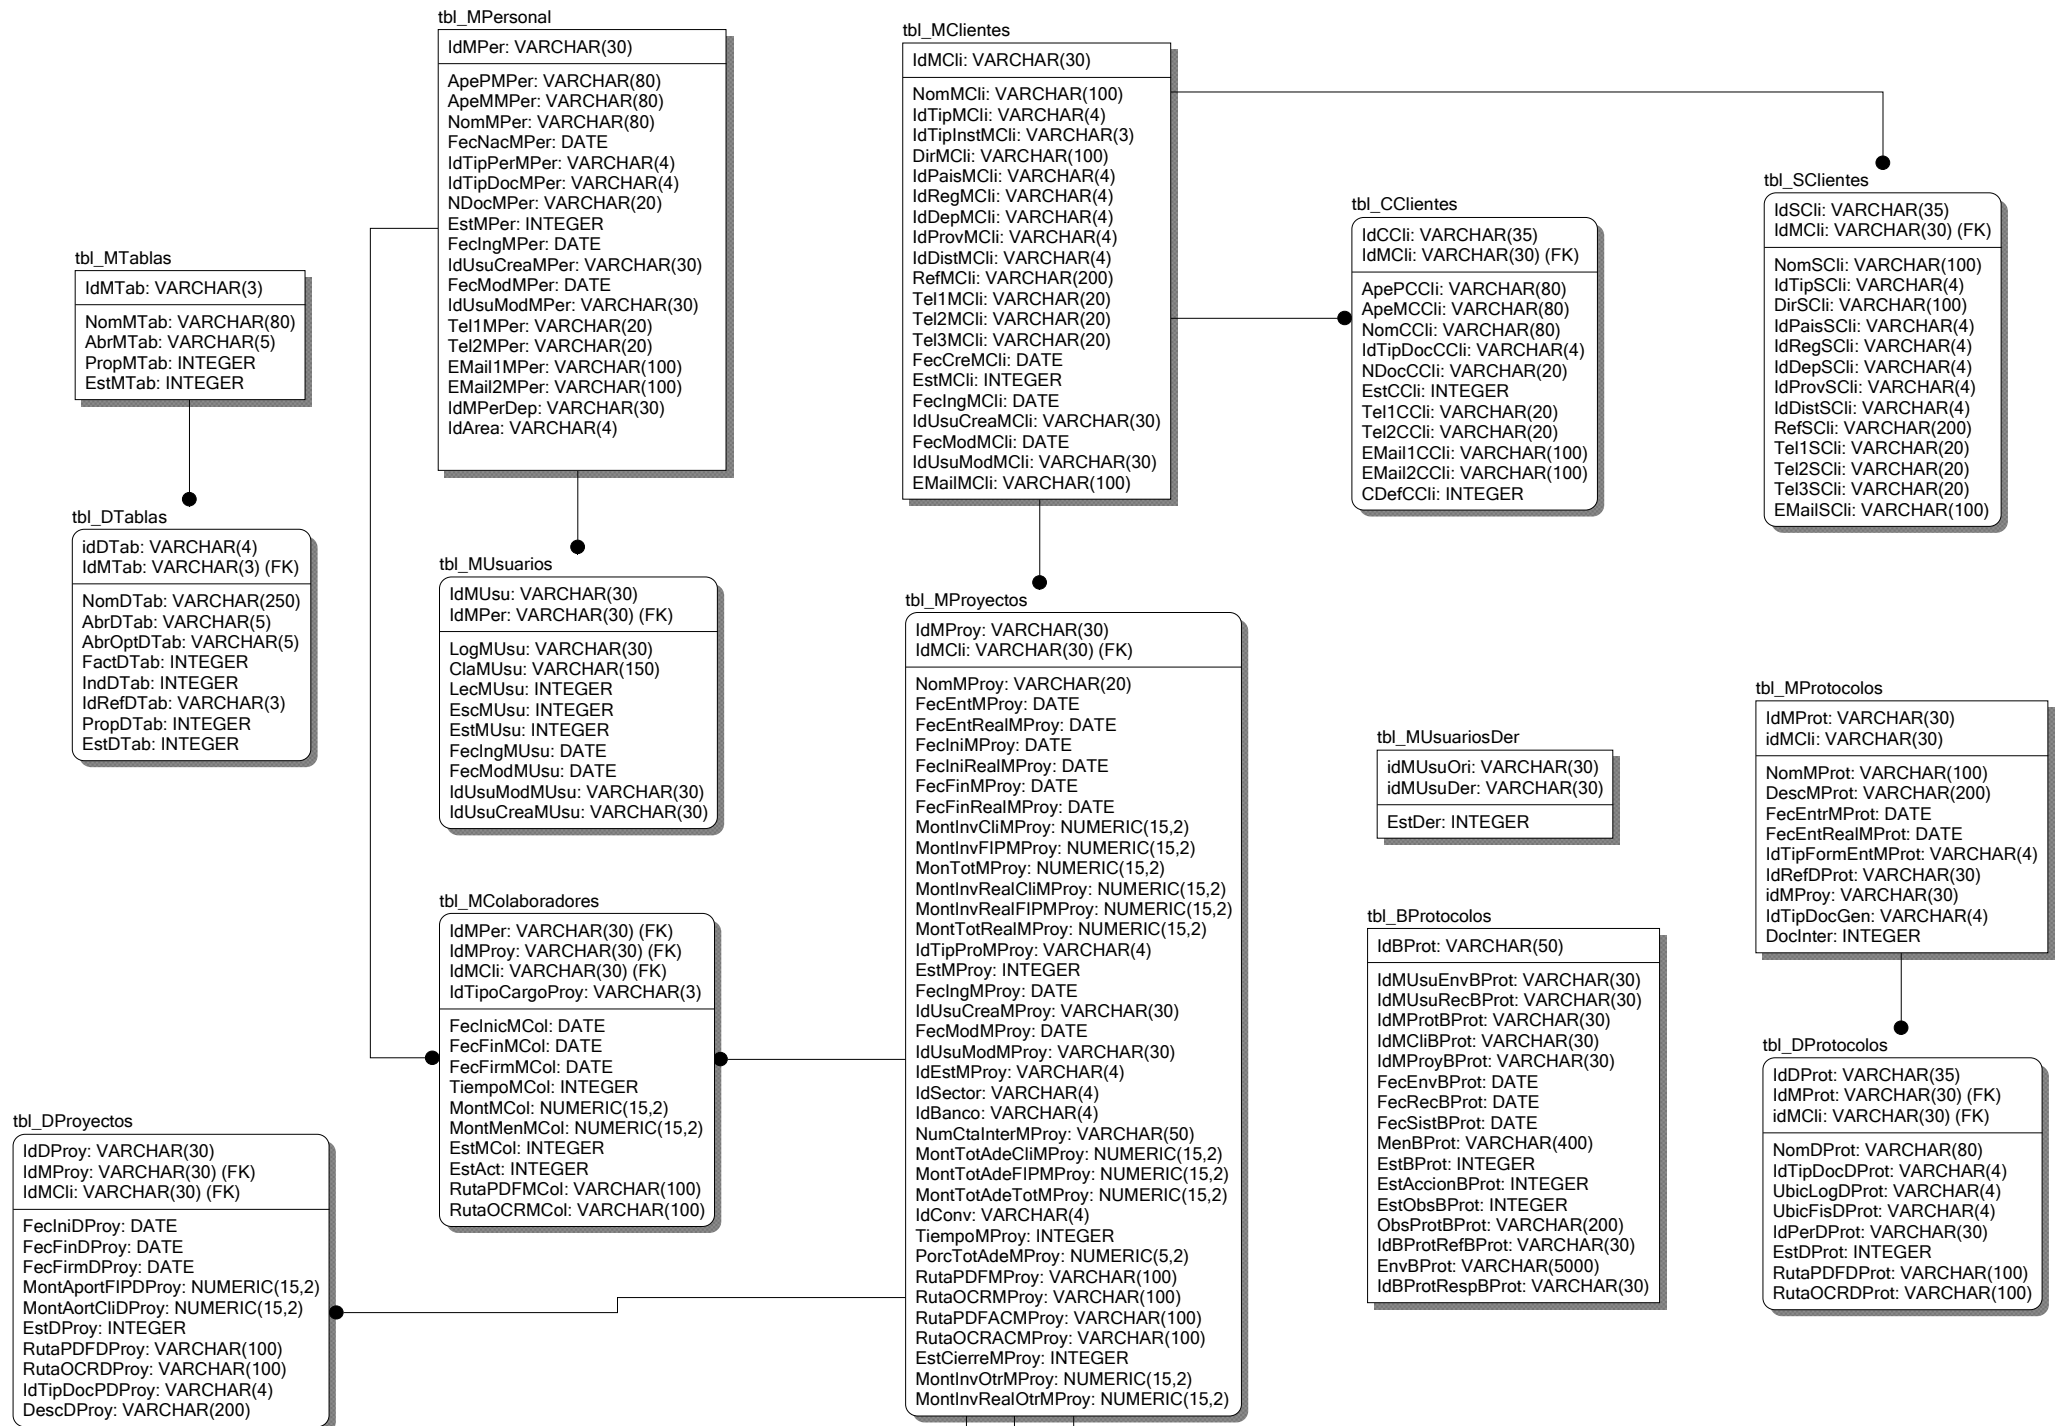 tbl_MPersonal
IdMPer: VARCHAR(30)
ApePMPer: VARCHAR(80)
ApeMMPer: VARCHAR(80)
NomMPer: VARCHAR(80)
FecNacMPer: DATE
IdTipPerMPer: VARCHAR(4)
IdTipDocMPer: VARCHAR(4)
NDocMPer: VARCHAR(20)
EstMPer: INTEGER
FecIngMPer: DATE
IdUsuCreaMPer: VARCHAR(30)
FecModMPer: DATE
IdUsuModMPer: VARCHAR(30)
Tel1MPer: VARCHAR(20)
Tel2MPer: VARCHAR(20)
EMail1MPer: VARCHAR(100)
EMail2MPer: VARCHAR(100)
IdMPerDep: VARCHAR(30)
IdArea: VARCHAR(4)
tbl_MClientes
IdMCli: VARCHAR(30)
NomMCli: VARCHAR(100)
IdTipMCli: VARCHAR(4)
IdTipInstMCli: VARCHAR(3)
DirMCli: VARCHAR(100)
IdPaisMCli: VARCHAR(4)
IdRegMCli: VARCHAR(4)
IdDepMCli: VARCHAR(4)
IdProvMCli: VARCHAR(4)
IdDistMCli: VARCHAR(4)
RefMCli: VARCHAR(200)
Tel1MCli: VARCHAR(20)
Tel2MCli: VARCHAR(20)
Tel3MCli: VARCHAR(20)
FecCreMCli: DATE
EstMCli: INTEGER
FecIngMCli: DATE
IdUsuCreaMCli: VARCHAR(30)
FecModMCli: DATE
IdUsuModMCli: VARCHAR(30)
EMailMCli: VARCHAR(100)
tbl_CClientes
IdCCli: VARCHAR(35)
IdMCli: VARCHAR(30) (FK)
ApePCCli: VARCHAR(80)
ApeMCCli: VARCHAR(80)
NomCCli: VARCHAR(80)
IdTipDocCCli: VARCHAR(4)
NDocCCli: VARCHAR(20)
EstCCli: INTEGER
Tel1CCli: VARCHAR(20)
Tel2CCli: VARCHAR(20)
EMail1CCli: VARCHAR(100)
EMail2CCli: VARCHAR(100)
CDefCCli: INTEGER
tbl_SClientes
IdSCli: VARCHAR(35)
IdMCli: VARCHAR(30) (FK)
NomSCli: VARCHAR(100)
IdTipSCli: VARCHAR(4)
DirSCli: VARCHAR(100)
IdPaisSCli: VARCHAR(4)
IdRegSCli: VARCHAR(4)
IdDepSCli: VARCHAR(4)
IdProvSCli: VARCHAR(4)
IdDistSCli: VARCHAR(4)
RefSCli: VARCHAR(200)
Tel1SCli: VARCHAR(20)
Tel2SCli: VARCHAR(20)
Tel3SCli: VARCHAR(20)
EMailSCli: VARCHAR(100)
tbl_MTablas
IdMTab: VARCHAR(3)
NomMTab: VARCHAR(80)
AbrMTab: VARCHAR(5)
PropMTab: INTEGER
EstMTab: INTEGER
tbl_DTablas
idDTab: VARCHAR(4)
IdMTab: VARCHAR(3) (FK)
NomDTab: VARCHAR(250)
AbrDTab: VARCHAR(5)
AbrOptDTab: VARCHAR(5)
FactDTab: INTEGER
IndDTab: INTEGER
IdRefDTab: VARCHAR(3)
PropDTab: INTEGER
EstDTab: INTEGER
tbl_MUsuarios
IdMUsu: VARCHAR(30)
IdMPer: VARCHAR(30) (FK)
LogMUsu: VARCHAR(30)
ClaMUsu: VARCHAR(150)
LecMUsu: INTEGER
EscMUsu: INTEGER
EstMUsu: INTEGER
FecIngMUsu: DATE
FecModMUsu: DATE
IdUsuModMUsu: VARCHAR(30)
IdUsuCreaMUsu: VARCHAR(30)
tbl_MProyectos
IdMProy: VARCHAR(30)
IdMCli: VARCHAR(30) (FK)
NomMProy: VARCHAR(20)
FecEntMProy: DATE
FecEntRealMProy: DATE
FecIniMProy: DATE
FecIniRealMProy: DATE
FecFinMProy: DATE
FecFinRealMProy: DATE
MontInvCliMProy: NUMERIC(15,2)
MontInvFIPMProy: NUMERIC(15,2)
MonTotMProy: NUMERIC(15,2)
MontInvRealCliMProy: NUMERIC(15,2)
MontInvRealFIPMProy: NUMERIC(15,2)
MontTotRealMProy: NUMERIC(15,2)
IdTipProMProy: VARCHAR(4)
EstMProy: INTEGER
FecIngMProy: DATE
IdUsuCreaMProy: VARCHAR(30)
FecModMProy: DATE
IdUsuModMProy: VARCHAR(30)
IdEstMProy: VARCHAR(4)
IdSector: VARCHAR(4)
IdBanco: VARCHAR(4)
NumCtaInterMProy: VARCHAR(50)
MontTotAdeCliMProy: NUMERIC(15,2)
MontTotAdeFIPMProy: NUMERIC(15,2)
MontTotAdeTotMProy: NUMERIC(15,2)
IdConv: VARCHAR(4)
TiempoMProy: INTEGER
PorcTotAdeMProy: NUMERIC(5,2)
RutaPDFMProy: VARCHAR(100)
RutaOCRMProy: VARCHAR(100)
RutaPDFACMProy: VARCHAR(100)
RutaOCRACMProy: VARCHAR(100)
EstCierreMProy: INTEGER
MontInvOtrMProy: NUMERIC(15,2)
MontInvRealOtrMProy: NUMERIC(15,2)
tbl_MUsuariosDer
idMUsuOri: VARCHAR(30)
idMUsuDer: VARCHAR(30)
EstDer: INTEGER
tbl_MProtocolos
IdMProt: VARCHAR(30)
idMCli: VARCHAR(30)
NomMProt: VARCHAR(100)
DescMProt: VARCHAR(200)
FecEntrMProt: DATE
FecEntRealMProt: DATE
IdTipFormEntMProt: VARCHAR(4)
IdRefDProt: VARCHAR(30)
idMProy: VARCHAR(30)
IdTipDocGen: VARCHAR(4)
DocInter: INTEGER
tbl_MColaboradores
IdMPer: VARCHAR(30) (FK)
IdMProy: VARCHAR(30) (FK)
IdMCli: VARCHAR(30) (FK)
IdTipoCargoProy: VARCHAR(3)
FecInicMCol: DATE
FecFinMCol: DATE
FecFirmMCol: DATE
TiempoMCol: INTEGER
MontMCol: NUMERIC(15,2)
MontMenMCol: NUMERIC(15,2)
EstMCol: INTEGER
EstAct: INTEGER
RutaPDFMCol: VARCHAR(100)
RutaOCRMCol: VARCHAR(100)
tbl_BProtocolos
IdBProt: VARCHAR(50)
IdMUsuEnvBProt: VARCHAR(30)
IdMUsuRecBProt: VARCHAR(30)
IdMProtBProt: VARCHAR(30)
IdMCliBProt: VARCHAR(30)
IdMProyBProt: VARCHAR(30)
FecEnvBProt: DATE
FecRecBProt: DATE
FecSistBProt: DATE
MenBProt: VARCHAR(400)
EstBProt: INTEGER
EstAccionBProt: INTEGER
EstObsBProt: INTEGER
ObsProtBProt: VARCHAR(200)
IdBProtRefBProt: VARCHAR(30)
EnvBProt: VARCHAR(5000)
IdBProtRespBProt: VARCHAR(30)
tbl_DProtocolos
IdDProt: VARCHAR(35)
IdMProt: VARCHAR(30) (FK)
idMCli: VARCHAR(30) (FK)
NomDProt: VARCHAR(80)
IdTipDocDProt: VARCHAR(4)
UbicLogDProt: VARCHAR(4)
UbicFisDProt: VARCHAR(4)
IdPerDProt: VARCHAR(30)
EstDProt: INTEGER
RutaPDFDProt: VARCHAR(100)
RutaOCRDProt: VARCHAR(100)
tbl_DProyectos
IdDProy: VARCHAR(30)
IdMProy: VARCHAR(30) (FK)
IdMCli: VARCHAR(30) (FK)
FecIniDProy: DATE
FecFinDProy: DATE
FecFirmDProy: DATE
MontAportFIPDProy: NUMERIC(15,2)
MontAortCliDProy: NUMERIC(15,2)
EstDProy: INTEGER
RutaPDFDProy: VARCHAR(100)
RutaOCRDProy: VARCHAR(100)
IdTipDocPDProy: VARCHAR(4)
DescDProy: VARCHAR(200)